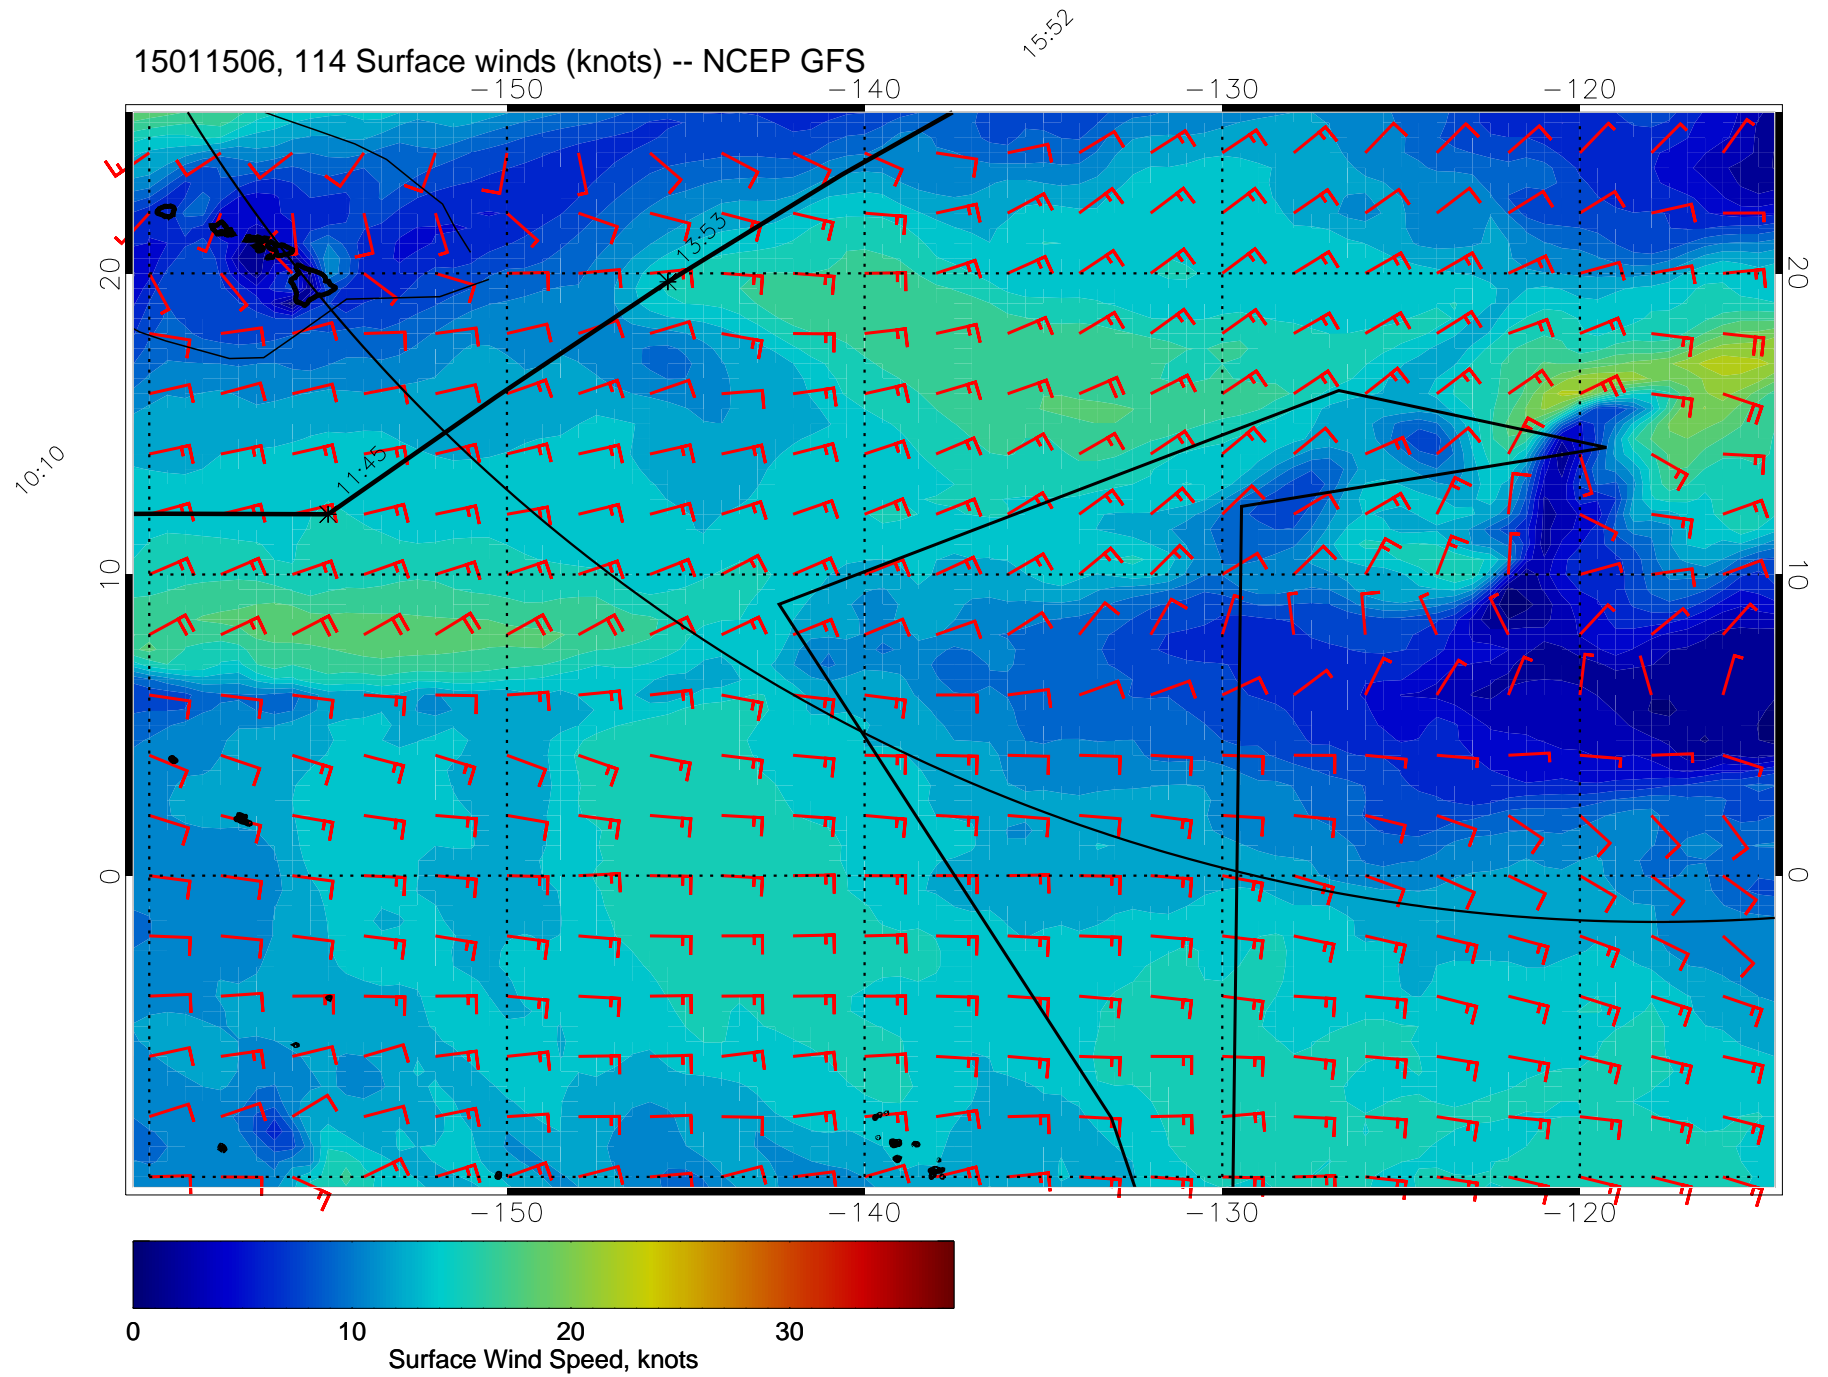 15:52
15011506, 114 Surface winds (knots) -- NCEP GFS
-150 -140 -130 -120
13:53
20 20
11:45
10:10
10 10
0 0
-150 -140 -130 -120
0 10 20 30
Surface Wind Speed, knots